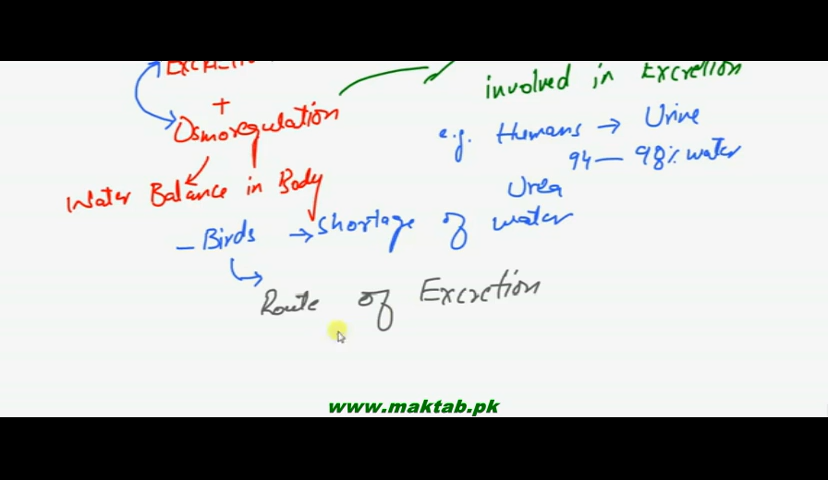 involved in Excretion
+
Osmoregulation
e.g. Humans → Urine
94 — 98% water
Water Balance in Body
Urea
— Birds → Shortage of water
Route of Excretion
www.maktab.pk